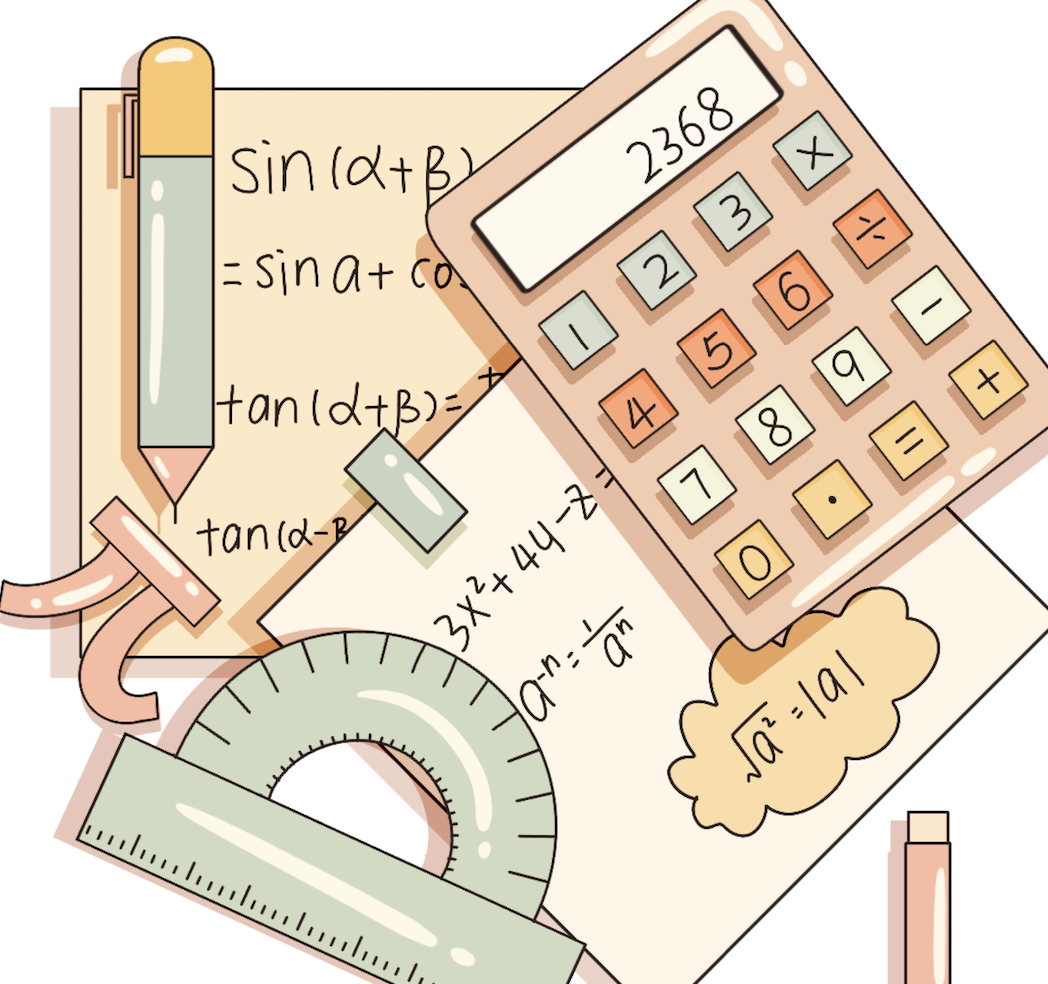 sin(α+β)
=sin a+ cos
tan(α+β)= +
tan(α-β
2368
1 2 3 ×
4 5 6 ÷
7 8 9 −
0 · = +
3x²+4y-z=
a⁻ⁿ=1/aⁿ
√a²=|a|